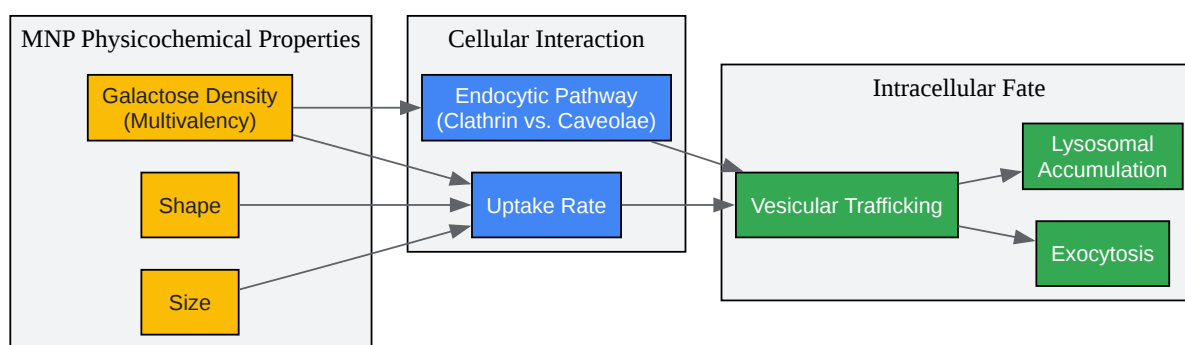 MNP Physicochemical Properties
Galactose Density
(Multivalency)
Shape
Size
Cellular Interaction
Endocytic Pathway
(Clathrin vs. Caveolae)
Uptake Rate
Intracellular Fate
Vesicular Trafficking
Lysosomal
Accumulation
Exocytosis